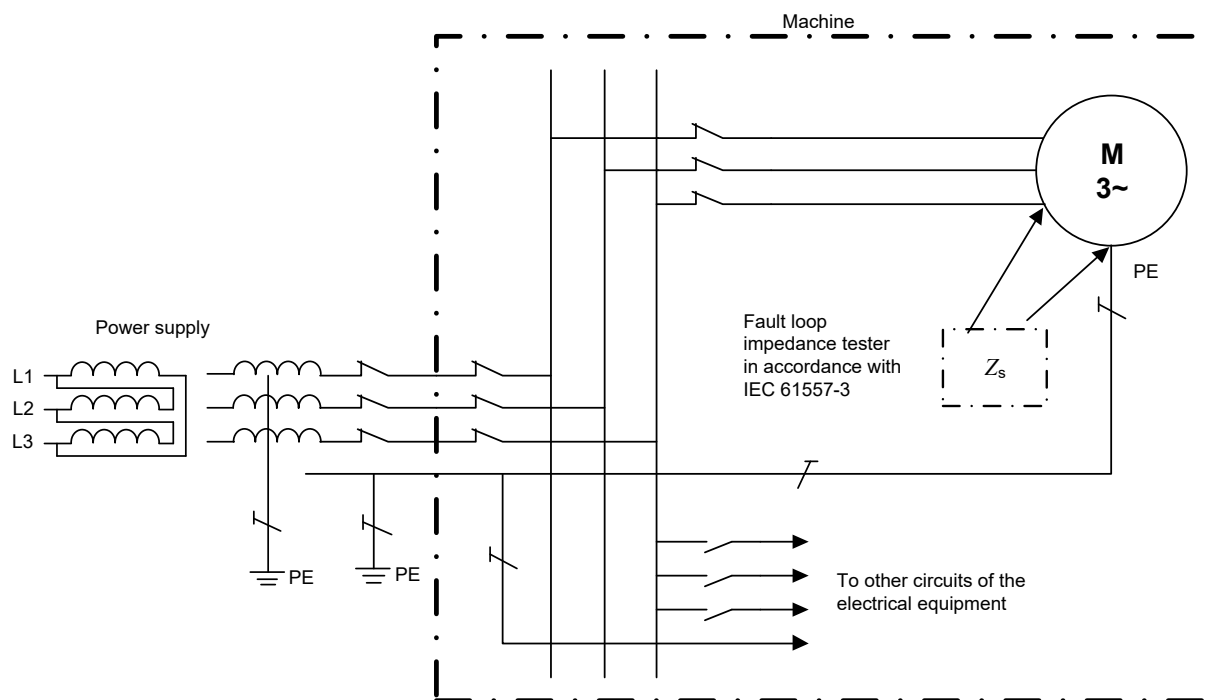 Machine
M
3~
PE
Fault loop
impedance tester
in accordance with
IEC 61557-3
Zs
Power supply
L1
L2
L3
PE
PE
To other circuits of the
electrical equipment